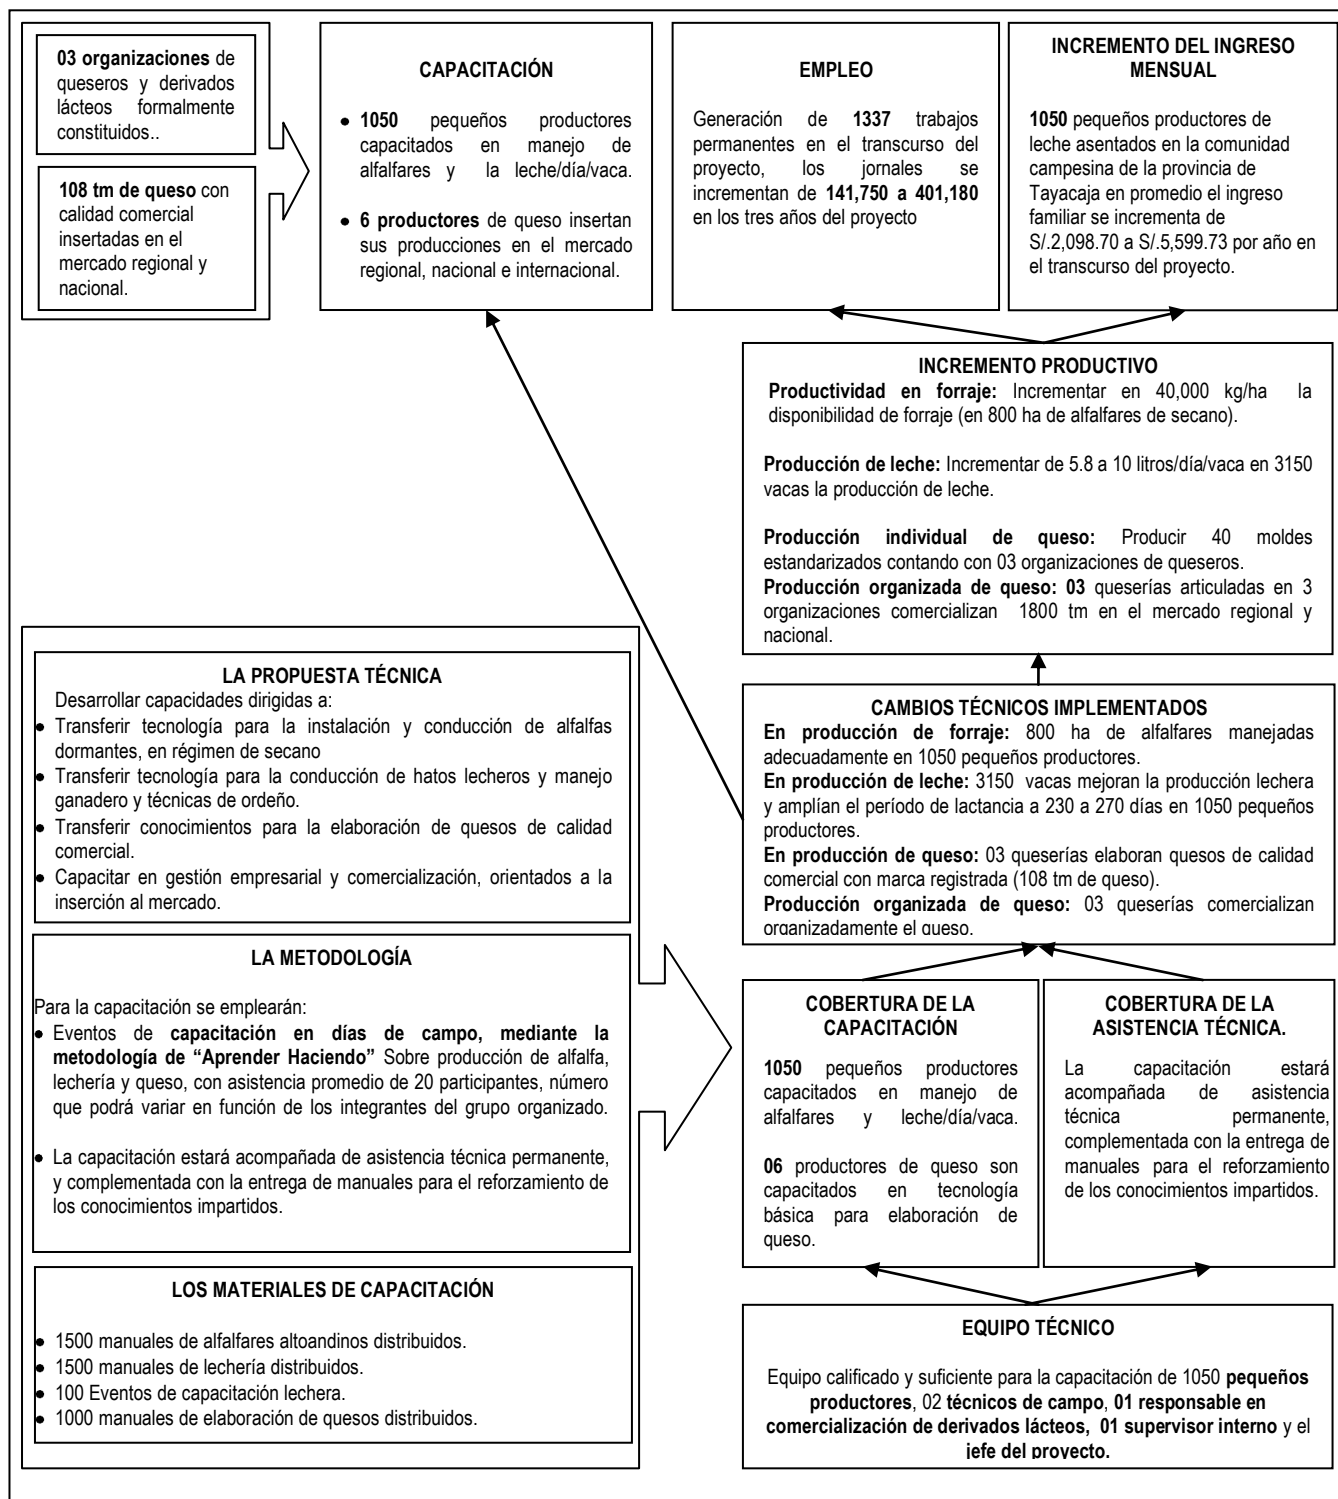 03 organizaciones de
queseros y derivados
lácteos formalmente
constituidos..
108 tm de queso con
calidad comercial
insertadas en el
mercado regional y
nacional.
CAPACITACIÓN
● 1050 pequeños productores
capacitados en manejo de
alfalfares y la leche/día/vaca.
● 6 productores de queso insertan
sus producciones en el mercado
regional, nacional e internacional.
EMPLEO
Generación de 1337 trabajos
permanentes en el transcurso del
proyecto, los jornales se
incrementan de 141,750 a 401,180
en los tres años del proyecto
INCREMENTO DEL INGRESO
MENSUAL
1050 pequeños productores de
leche asentados en la comunidad
campesina de la provincia de
Tayacaja en promedio el ingreso
familiar se incrementa de
S/.2,098.70 a S/.5,599.73 por año en
el transcurso del proyecto.
INCREMENTO PRODUCTIVO
Productividad en forraje: Incrementar en 40,000 kg/ha la
disponibilidad de forraje (en 800 ha de alfalfares de secano).
Producción de leche: Incrementar de 5.8 a 10 litros/día/vaca en 3150
vacas la producción de leche.
Producción individual de queso: Producir 40 moldes
estandarizados contando con 03 organizaciones de queseros.
Producción organizada de queso: 03 queserías articuladas en 3
organizaciones comercializan 1800 tm en el mercado regional y
nacional.
LA PROPUESTA TÉCNICA
Desarrollar capacidades dirigidas a:
● Transferir tecnología para la instalación y conducción de alfalfas
dormantes, en régimen de secano
● Transferir tecnología para la conducción de hatos lecheros y manejo
ganadero y técnicas de ordeño.
● Transferir conocimientos para la elaboración de quesos de calidad
comercial.
● Capacitar en gestión empresarial y comercialización, orientados a la
inserción al mercado.
CAMBIOS TÉCNICOS IMPLEMENTADOS
En producción de forraje: 800 ha de alfalfares manejadas
adecuadamente en 1050 pequeños productores.
En producción de leche: 3150 vacas mejoran la producción lechera
y amplían el período de lactancia a 230 a 270 días en 1050 pequeños
productores.
En producción de queso: 03 queserías elaboran quesos de calidad
comercial con marca registrada (108 tm de queso).
Producción organizada de queso: 03 queserías comercializan
organizadamente el queso.
LA METODOLOGÍA
Para la capacitación se emplearán:
● Eventos de capacitación en días de campo, mediante la
metodología de “Aprender Haciendo” Sobre producción de alfalfa,
lechería y queso, con asistencia promedio de 20 participantes, número
que podrá variar en función de los integrantes del grupo organizado.
● La capacitación estará acompañada de asistencia técnica permanente,
y complementada con la entrega de manuales para el reforzamiento de
los conocimientos impartidos.
COBERTURA DE LA
CAPACITACIÓN
1050 pequeños productores
capacitados en manejo de
alfalfares y leche/día/vaca.
06 productores de queso son
capacitados en tecnología
básica para elaboración de
queso.
COBERTURA DE LA
ASISTENCIA TÉCNICA.
La capacitación estará
acompañada de asistencia
técnica permanente,
complementada con la entrega de
manuales para el reforzamiento
de los conocimientos impartidos.
LOS MATERIALES DE CAPACITACIÓN
● 1500 manuales de alfalfares altoandinos distribuidos.
● 1500 manuales de lechería distribuidos.
● 100 Eventos de capacitación lechera.
● 1000 manuales de elaboración de quesos distribuidos.
EQUIPO TÉCNICO
Equipo calificado y suficiente para la capacitación de 1050 pequeños
productores, 02 técnicos de campo, 01 responsable en
comercialización de derivados lácteos, 01 supervisor interno y el
jefe del proyecto.